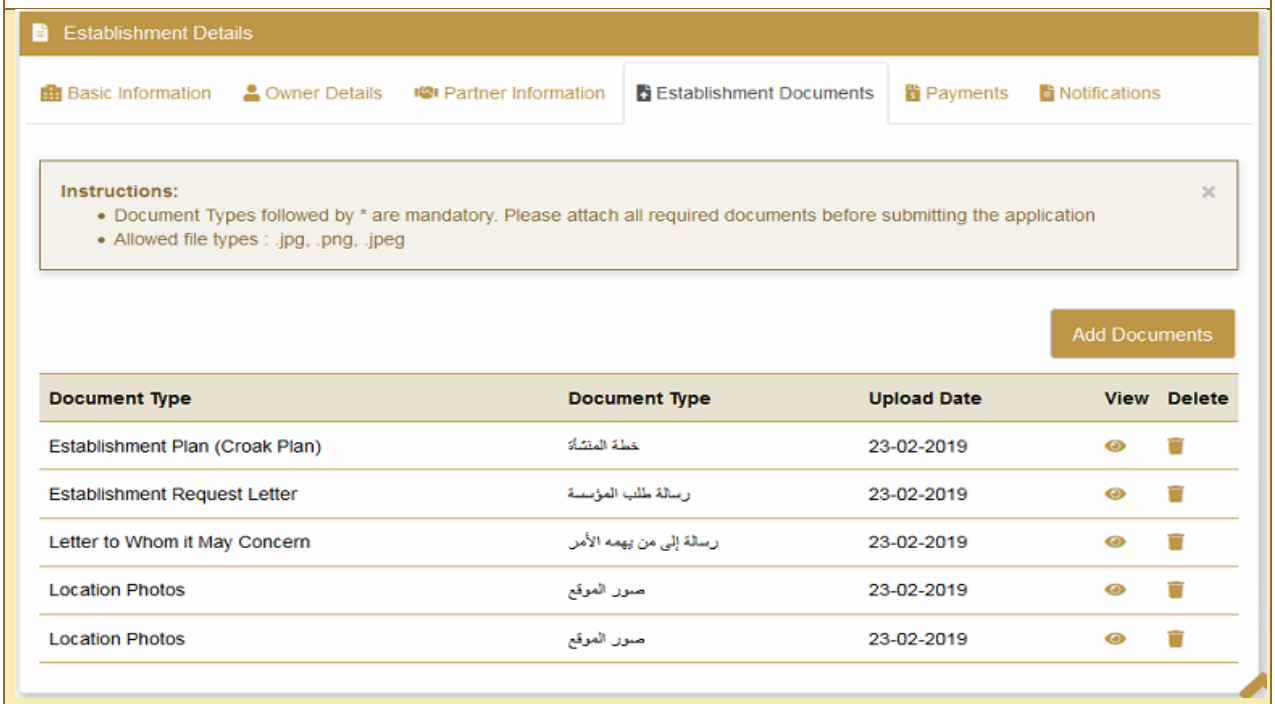 Establishment Details
Basic Information Owner Details Partner Information Establishment Documents Payments Notifications
Instructions:
• Document Types followed by * are mandatory. Please attach all required documents before submitting the application
• Allowed file types : .jpg, .png, .jpeg
Add Documents
Document Type Document Type Upload Date View Delete
Establishment Plan (Croak Plan) خطة المنشأة 23-02-2019
Establishment Request Letter رسالة طلب المؤسسة 23-02-2019
Letter to Whom it May Concern رسالة إلى من يهمه الأمر 23-02-2019
Location Photos صور الموقع 23-02-2019
Location Photos صور الموقع 23-02-2019